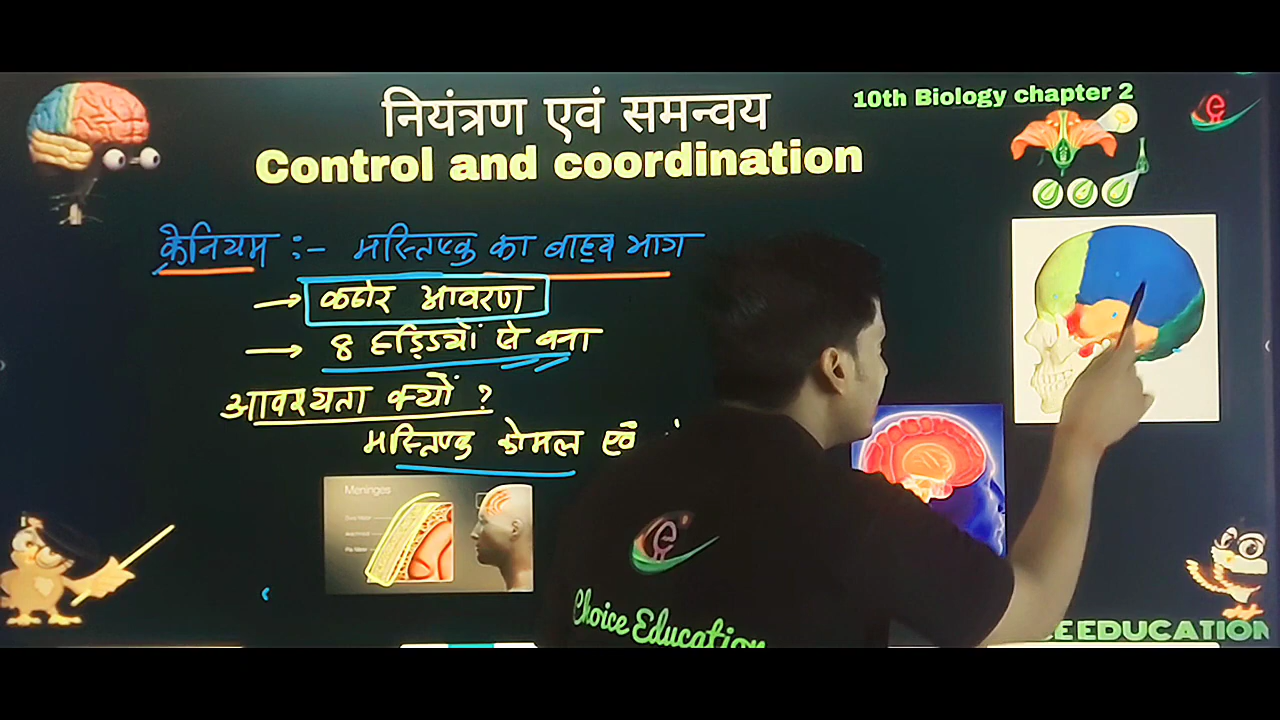 नियंत्रण एवं समन्वय
10th Biology chapter 2
Control and coordination
क्रेनियम :- मस्तिष्क का बाहय भाग
→ कठोर आवरण
→ 8 हड्डियों से बना
आवश्यता क्यों ?
मस्तिष्क कोमल एवं
Meninges
Choice Education
EEDUCATION